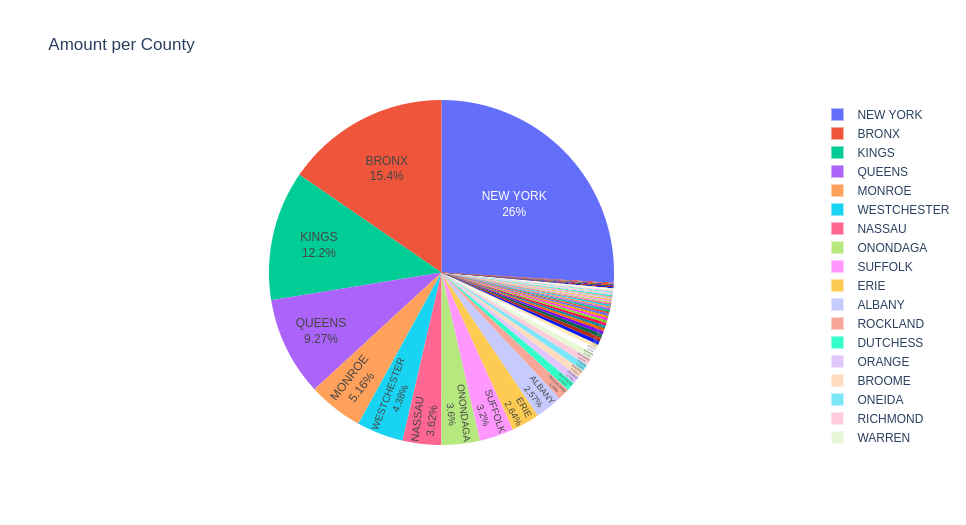 Amount per County
NEW YORK
26%
BRONX
15.4%
KINGS
12.2%
QUEENS
9.27%
MONROE
5.16%
WESTCHESTER
4.38%
NASSAU
3.62%
ONONDAGA
3.6%
SUFFOLK
3.2%
ERIE
2.64%
ALBANY
2.57%
NEW YORK
BRONX
KINGS
QUEENS
MONROE
WESTCHESTER
NASSAU
ONONDAGA
SUFFOLK
ERIE
ALBANY
ROCKLAND
DUTCHESS
ORANGE
BROOME
ONEIDA
RICHMOND
WARREN